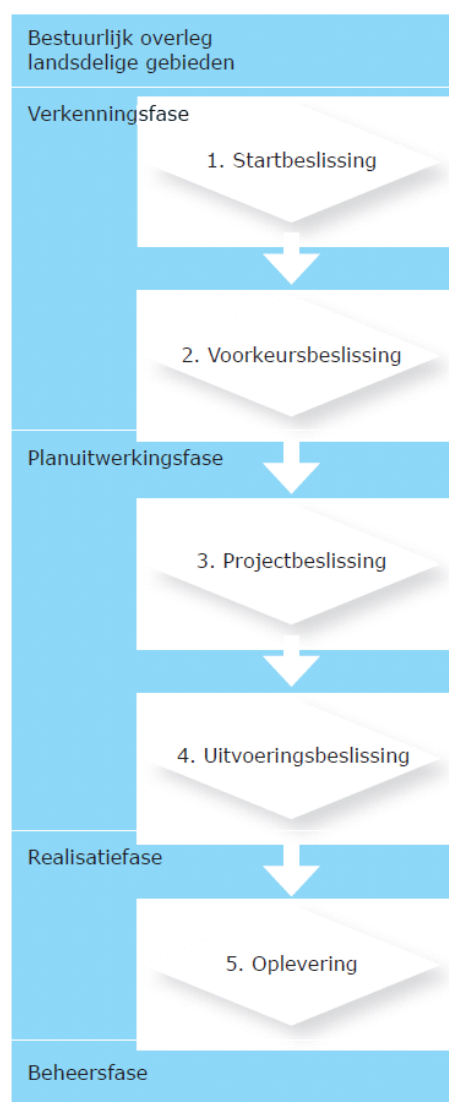 Bestuurlijk overleg
landsdelige gebieden
Verkenningsfase
1. Startbeslissing
2. Voorkeursbeslissing
Planuitwerkingsfase
3. Projectbeslissing
4. Uitvoeringsbeslissing
Realisatiefase
5. Oplevering
Beheersfase